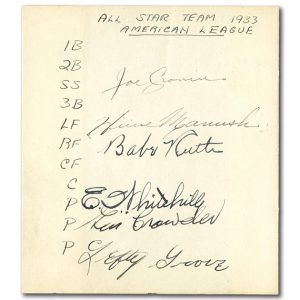 ALL STAR TEAM 1933
AMERICAN LEAGUE
1B
2B
SS Joe Cronin
3B
LF Heinie Manush
RF Babe Ruth
CF
C
P E. Whitehill
P Crowder
P Lefty Grove